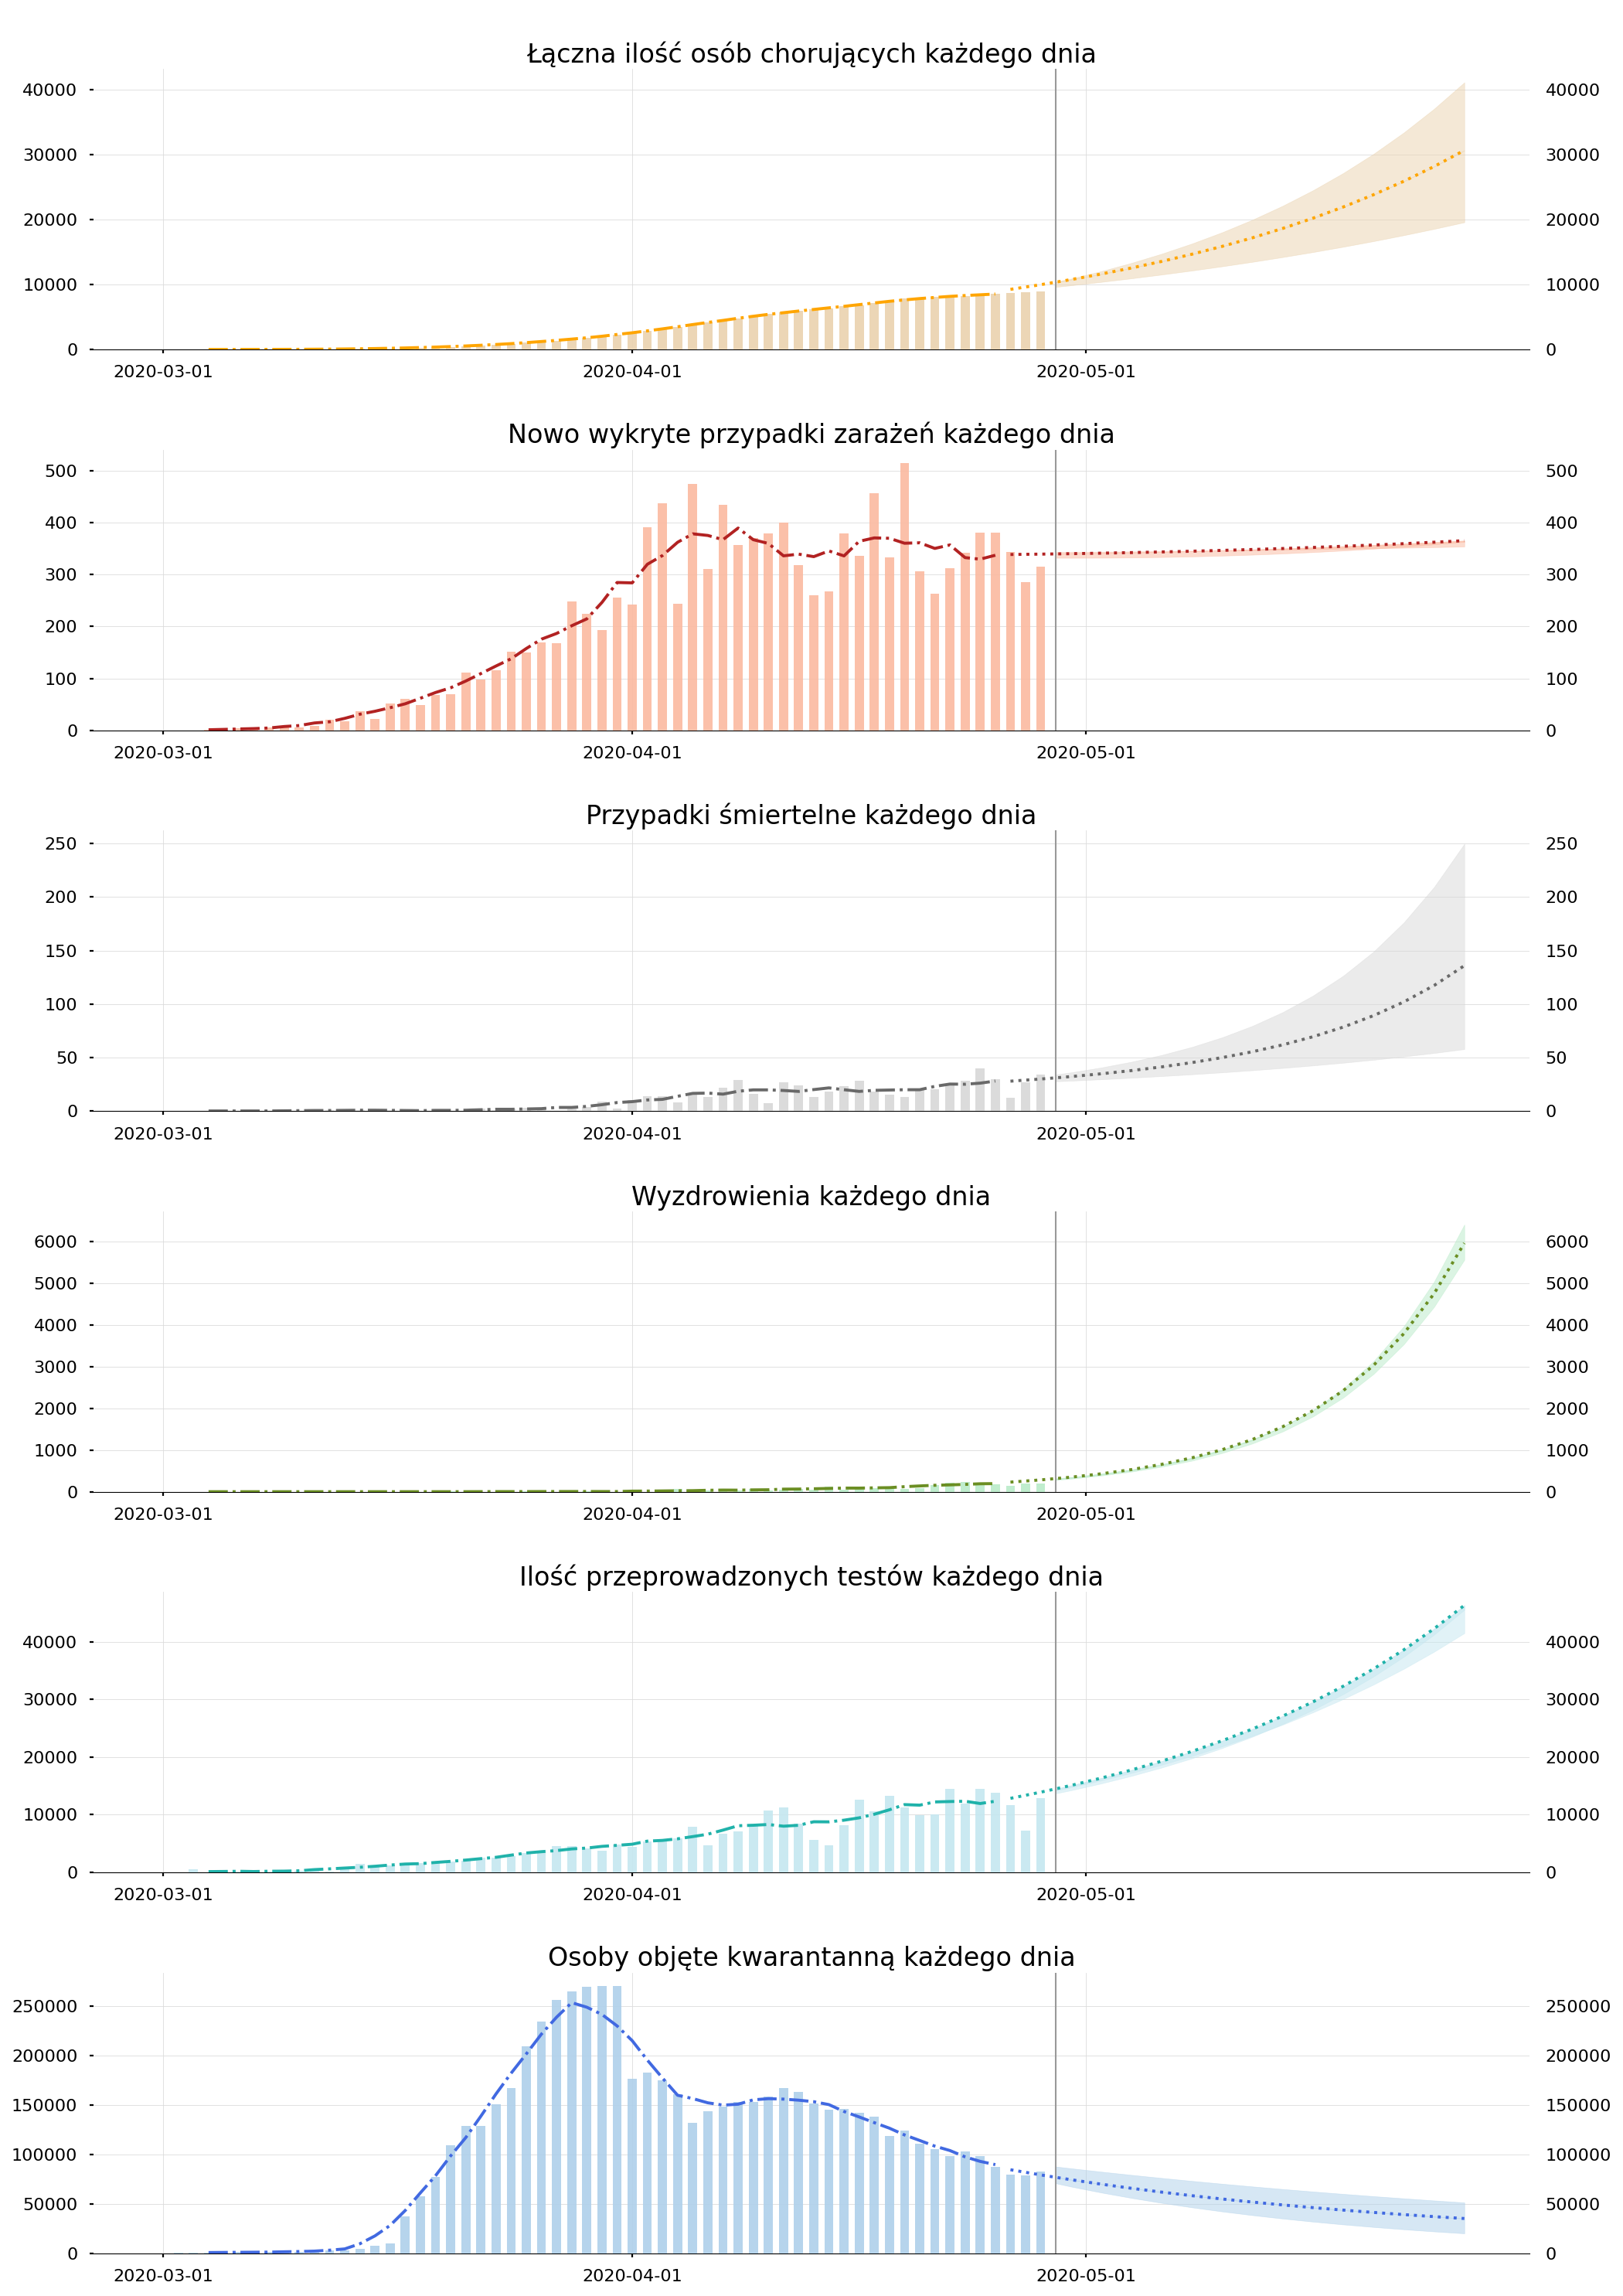 Łączna ilość osób chorujących każdego dnia
40000 40000
30000 30000
20000 20000
10000 10000
0 0
2020-03-01 2020-04-01 2020-05-01
Nowo wykryte przypadki zarażeń każdego dnia
500 500
400 400
300 300
200 200
100 100
0 0
2020-03-01 2020-04-01 2020-05-01
Przypadki śmiertelne każdego dnia
250 250
200 200
150 150
100 100
50 50
0 0
2020-03-01 2020-04-01 2020-05-01
Wyzdrowienia każdego dnia
6000 6000
5000 5000
4000 4000
3000 3000
2000 2000
1000 1000
0 0
2020-03-01 2020-04-01 2020-05-01
Ilość przeprowadzonych testów każdego dnia
40000 40000
30000 30000
20000 20000
10000 10000
0 0
2020-03-01 2020-04-01 2020-05-01
Osoby objęte kwarantanną każdego dnia
250000 250000
200000 200000
150000 150000
100000 100000
50000 50000
0 0
2020-03-01 2020-04-01 2020-05-01